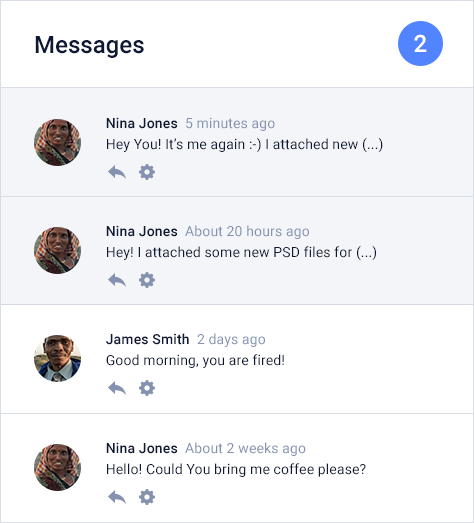 Messages
2
Nina Jones 5 minutes ago
Hey You! It’s me again :-) I attached new (...)
Nina Jones About 20 hours ago
Hey! I attached some new PSD files for (...)
James Smith 2 days ago
Good morning, you are fired!
Nina Jones About 2 weeks ago
Hello! Could You bring me coffee please?